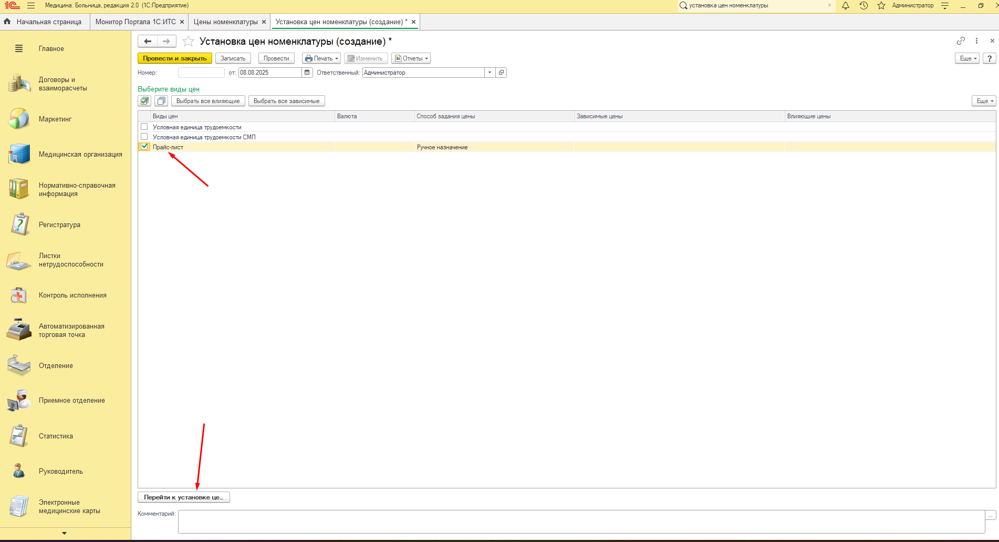 1С Медицина. Больница, редакция 2.0 (1С:Предприятие)
установка цен номенклатуры
Администратор
Начальная страница
Монитор Портала 1С:ИТС
Цены номенклатуры
Установка цен номенклатуры (создание) *
Главное
Договоры и
взаиморасчеты
Маркетинг
Медицинская организация
Нормативно-справочная
информация
Регистратура
Листки
нетрудоспособности
Контроль исполнения
Автоматизированная
торговая точка
Отделение
Приемное отделение
Статистика
Руководитель
Электронные
медицинские карты
Установка цен номенклатуры (создание) *
Провести и закрыть
Записать
Провести
Печать
Изменить
Отчеты
Еще
?
Номер:
от: 08.08.2025
Ответственный: Администратор
Выберите виды цен
Выбрать все влияющие
Выбрать все зависимые
Еще
Виды цен
Валюта
Способ задания цены
Зависимые цены
Влияющие цены
Условная единица трудоемкости
Условная единица трудоемкости СМП
Прайс-лист
Ручное назначение
Перейти к установке це...
Комментарий:
...